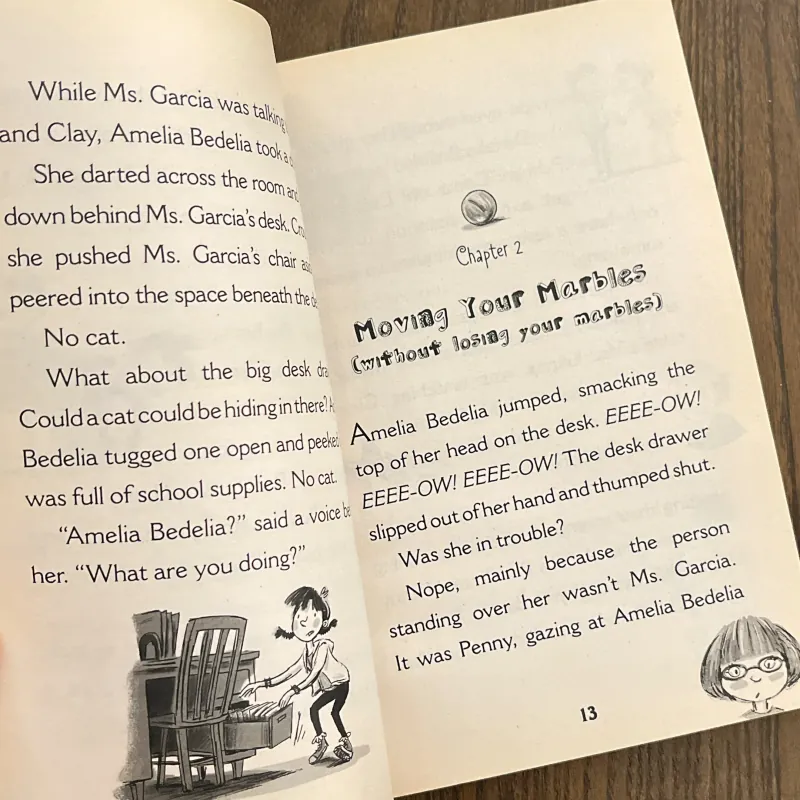 While Ms. Garcia was talking
and Clay, Amelia Bedelia took a
She darted across the room and
down behind Ms. Garcia's desk.
she pushed Ms. Garcia's chair
peered into the space beneath the
No cat.
What about the big desk
Could a cat could be hiding in there?
Bedelia tugged one open and peeked
was full of school supplies. No cat.
"Amelia Bedelia?" said a voice
her. "What are you doing?"
Chapter 2
Moving Your Marbles
(without losing your marbles)
Amelia Bedelia jumped, smacking the
top of her head on the desk. EEEE-OW!
EEEE-OW! EEEE-OW! The desk drawer
slipped out of her hand and thumped shut.
Was she in trouble?
Nope, mainly because the person
standing over her wasn't Ms. Garcia.
It was Penny, gazing at Amelia Bedelia
13